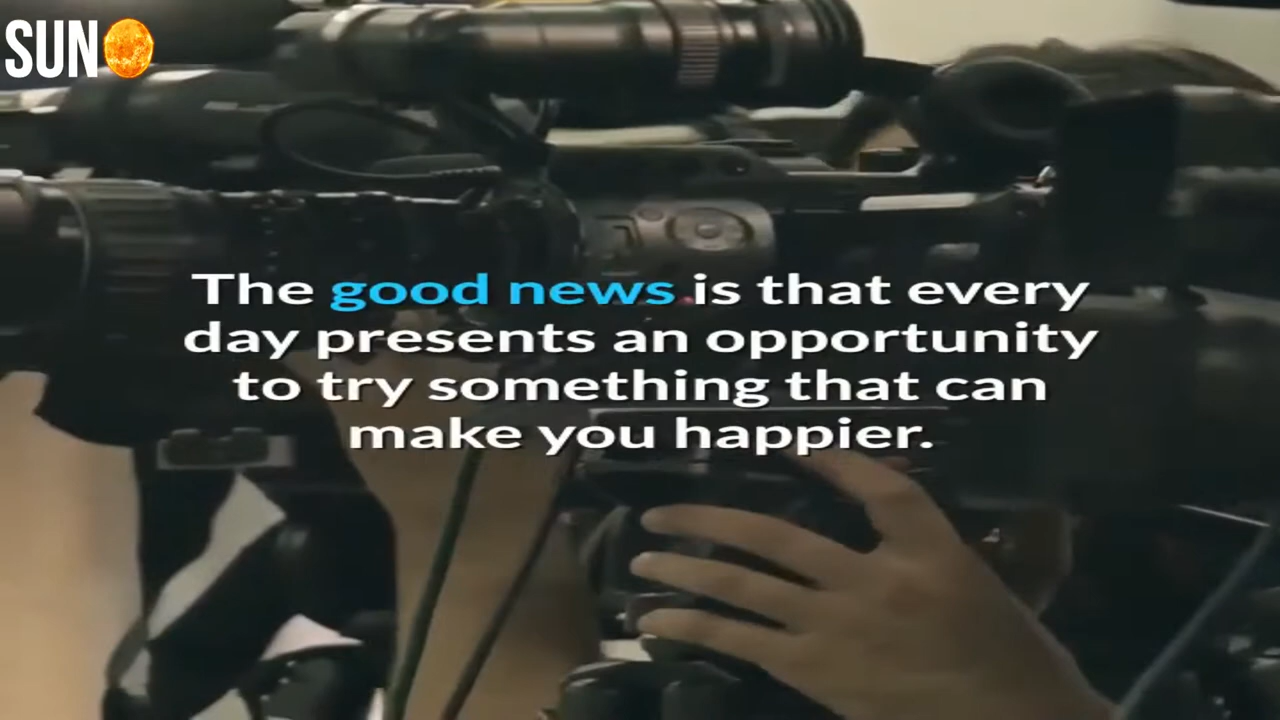 SUN
The good news is that every
day presents an opportunity
to try something that can
make you happier.